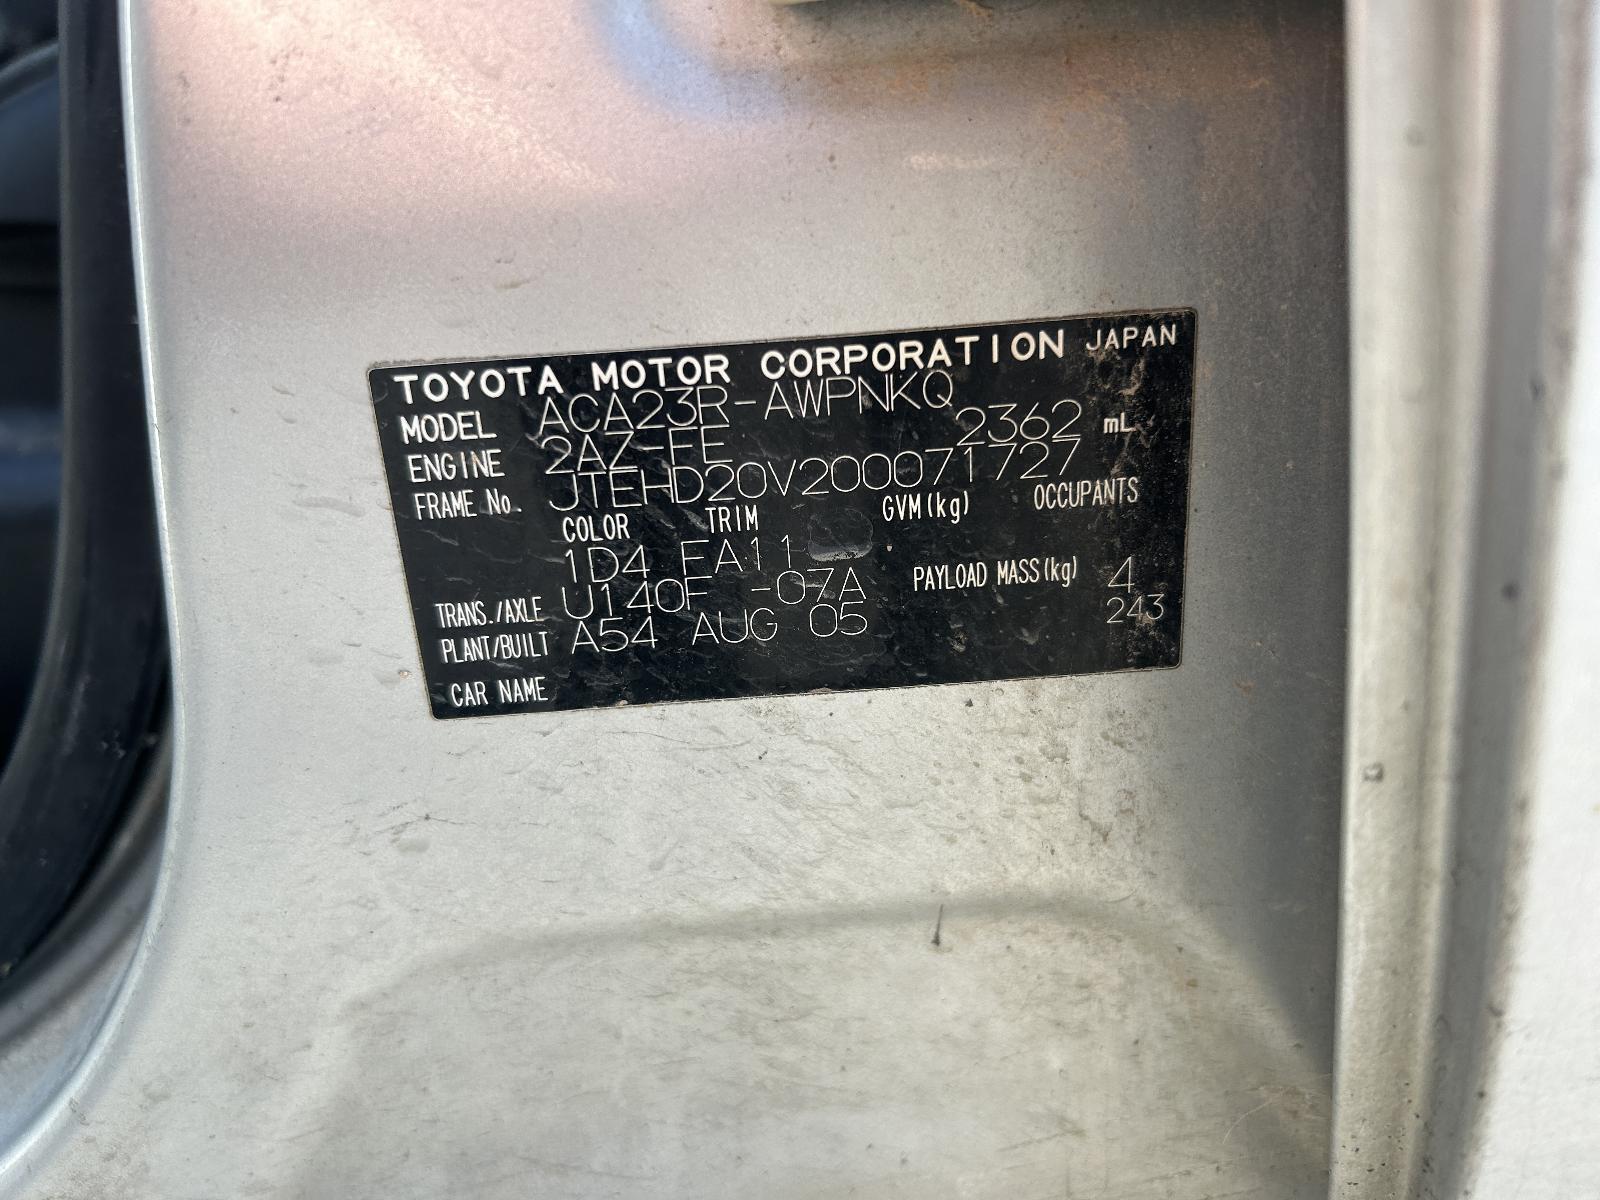 TOYOTA MOTOR CORPORATION JAPAN
MODEL ACA23R-AWPNKQ
ENGINE 2AZ-FE 2362 mL
FRAME No. JTEHD20V200071727
COLOR TRIM GVM(kg) OCCUPANTS
1D4 FA11
TRANS./AXLE U140F -07A PAYLOAD MASS(kg) 4
PLANT/BUILT A54 AUG 05 243
CAR NAME